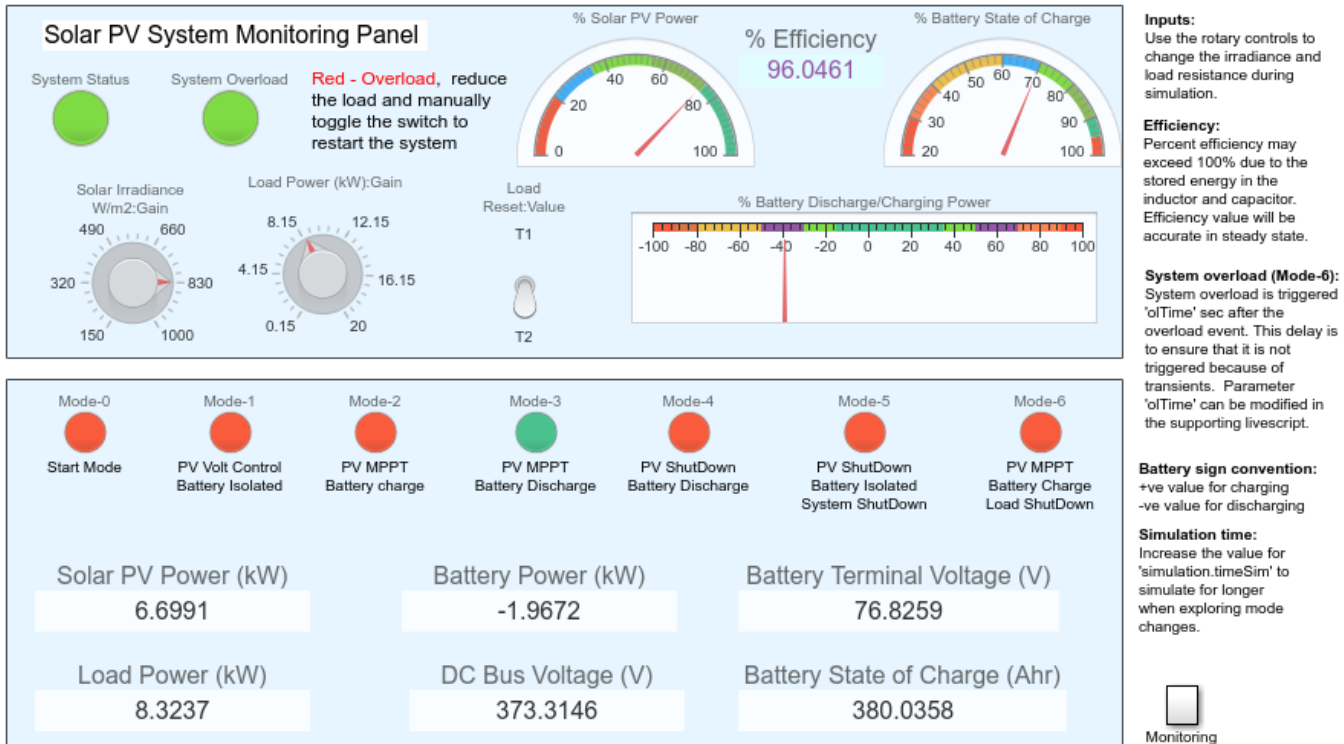 Solar PV System Monitoring Panel
System Status
System Overload
Red - Overload, reduce
the load and manually
toggle the switch to
restart the system
% Solar PV Power
0
20
40
60
80
100
% Efficiency
96.0461
% Battery State of Charge
20
30
40
50
60
70
80
90
100
Solar Irradiance
W/m2:Gain
150
320
490
660
830
1000
Load Power (kW):Gain
0.15
4.15
8.15
12.15
16.15
20
Load
Reset:Value
T1
T2
% Battery Discharge/Charging Power
-100 -80 -60 -40 -20 0 20 40 60 80 100
Mode-0
Start Mode
Mode-1
PV Volt Control
Battery Isolated
Mode-2
PV MPPT
Battery charge
Mode-3
PV MPPT
Battery Discharge
Mode-4
PV ShutDown
Battery Discharge
Mode-5
PV ShutDown
Battery Isolated
System ShutDown
Mode-6
PV MPPT
Battery Charge
Load ShutDown
Solar PV Power (kW)
6.6991
Battery Power (kW)
-1.9672
Battery Terminal Voltage (V)
76.8259
Load Power (kW)
8.3237
DC Bus Voltage (V)
373.3146
Battery State of Charge (Ahr)
380.0358
Inputs:
Use the rotary controls to
change the irradiance and
load resistance during
simulation.
Efficiency:
Percent efficiency may
exceed 100% due to the
stored energy in the
inductor and capacitor.
Efficiency value will be
accurate in steady state.
System overload (Mode-6):
System overload is triggered
'olTime' sec after the
overload event. This delay is
to ensure that it is not
triggered because of
transients. Parameter
'olTime' can be modified in
the supporting livescript.
Battery sign convention:
+ve value for charging
-ve value for discharging
Simulation time:
Increase the value for
'simulation.timeSim' to
simulate for longer
when exploring mode
changes.
Monitoring